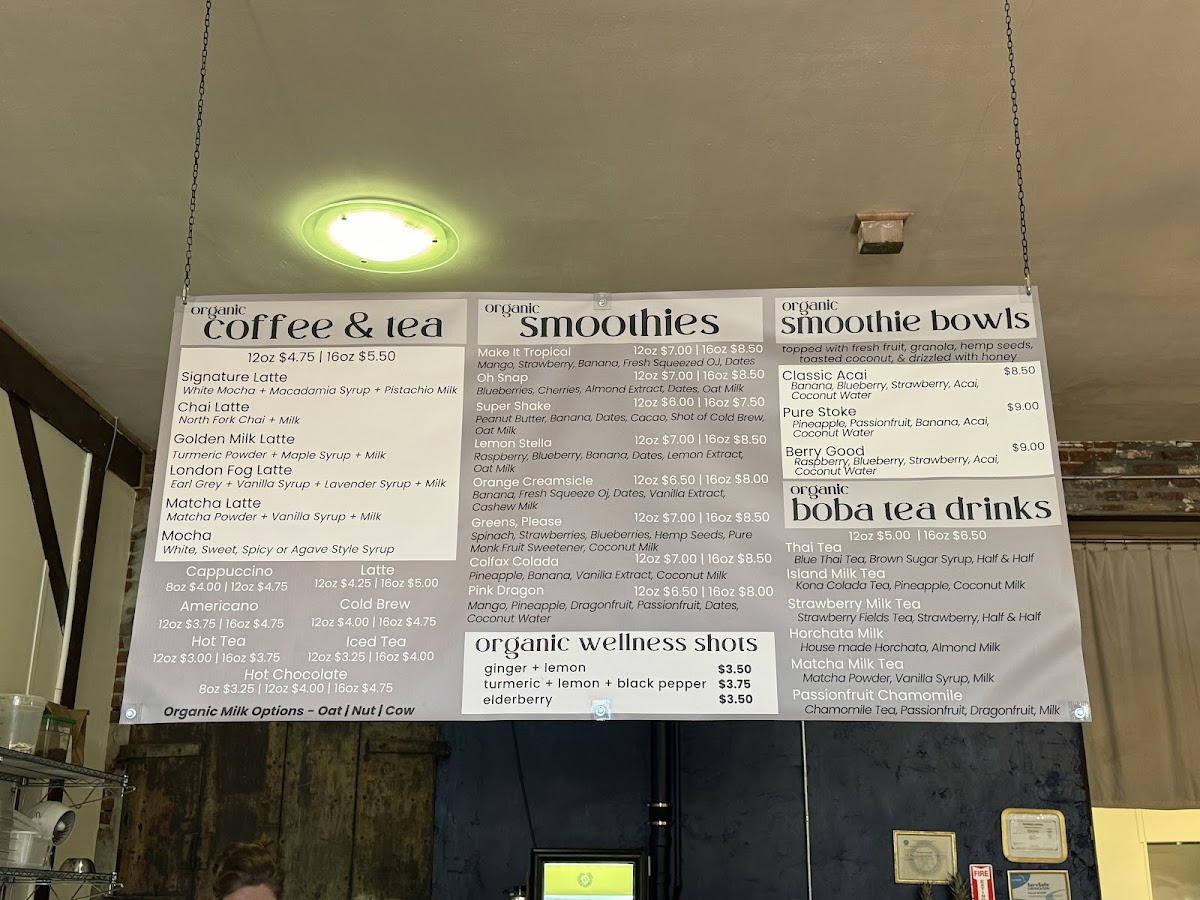 organic
coffee & tea
12oz $4.75 | 16oz $5.50
Signature Latte
White Mocha + Macadamia Syrup + Pistachio Milk
Chai Latte
North Fork Chai + Milk
Golden Milk Latte
Turmeric Powder + Maple Syrup + Milk
London Fog Latte
Earl Grey + Vanilla Syrup + Lavender Syrup + Milk
Matcha Latte
Matcha Powder + Vanilla Syrup + Milk
Mocha
White, Sweet, Spicy or Agave Style Syrup
Cappuccino
8oz $4.00 | 12oz $4.75
Latte
12oz $4.25 | 16oz $5.00
Americano
12oz $3.75 | 16oz $4.75
Cold Brew
12oz $4.00 | 16oz $4.75
Hot Tea
12oz $3.00 | 16oz $3.75
Iced Tea
12oz $3.25 | 16oz $4.00
Hot Chocolate
8oz $3.25 | 12oz $4.00 | 16oz $4.75
Organic Milk Options - Oat | Nut | Cow
organic
smoothies
Make It Tropical 12oz $7.00 | 16oz $8.50
Mango, Strawberry, Banana, Fresh Squeezed OJ, Dates
Oh Snap 12oz $7.00 | 16oz $8.50
Blueberries, Cherries, Almond Extract, Dates, Oat Milk
Super Shake 12oz $6.00 | 16oz $7.50
Peanut Butter, Banana, Dates, Cacao, Shot of Cold Brew,
Oat Milk
Lemon Stella 12oz $7.00 | 16oz $8.50
Raspberry, Blueberry, Banana, Dates, Lemon Extract,
Oat Milk
Orange Creamsicle 12oz $6.50 | 16oz $8.00
Banana, Fresh Squeeze Oj, Dates, Vanilla Extract,
Cashew Milk
Greens, Please 12oz $7.00 | 16oz $8.50
Spinach, Strawberries, Blueberries, Hemp Seeds, Pure
Monk Fruit Sweetener, Coconut Milk
Colfax Colada 12oz $7.00 | 16oz $8.50
Pineapple, Banana, Vanilla Extract, Coconut Milk
Pink Dragon 12oz $6.50 | 16oz $8.00
Mango, Pineapple, Dragonfruit, Passionfruit, Dates,
Coconut Water
organic wellness shots
ginger + lemon $3.50
turmeric + lemon + black pepper $3.75
elderberry $3.50
organic
smoothie bowls
topped with fresh fruit, granola, hemp seeds,
toasted coconut, & drizzled with honey
Classic Acai $8.50
Banana, Blueberry, Strawberry, Acai,
Coconut Water
Pure Stoke $9.00
Pineapple, Passionfruit, Banana, Acai,
Coconut Water
Berry Good $9.00
Raspberry, Blueberry, Strawberry, Acai,
Coconut Water
organic
boba tea drinks
12oz $5.00 | 16oz $6.50
Thai Tea
Blue Thai Tea, Brown Sugar Syrup, Half & Half
Island Milk Tea
Kona Colada Tea, Pineapple, Coconut Milk
Strawberry Milk Tea
Strawberry Fields Tea, Strawberry, Half & Half
Horchata Milk
House made Horchata, Almond Milk
Matcha Milk Tea
Matcha Powder, Vanilla Syrup, Milk
Passionfruit Chamomile
Chamomile Tea, Passionfruit, Dragonfruit, Milk
FIRE
ServSafe